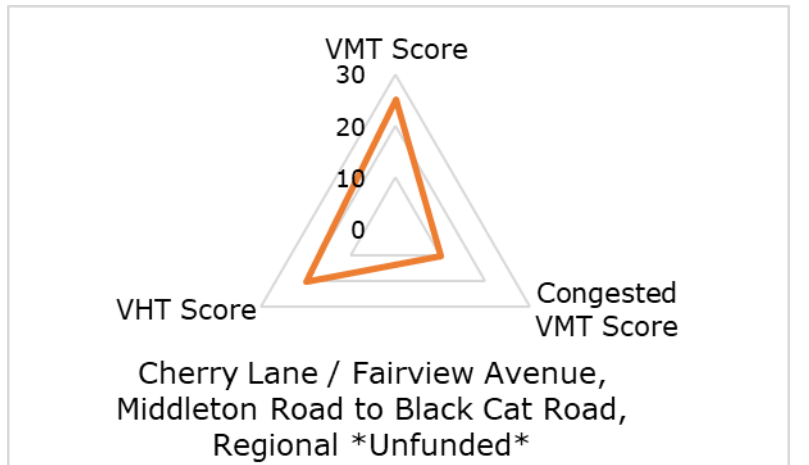 VMT Score
30
20
10
0
VHT Score
Congested
VMT Score
Cherry Lane / Fairview Avenue,
Middleton Road to Black Cat Road,
Regional *Unfunded*